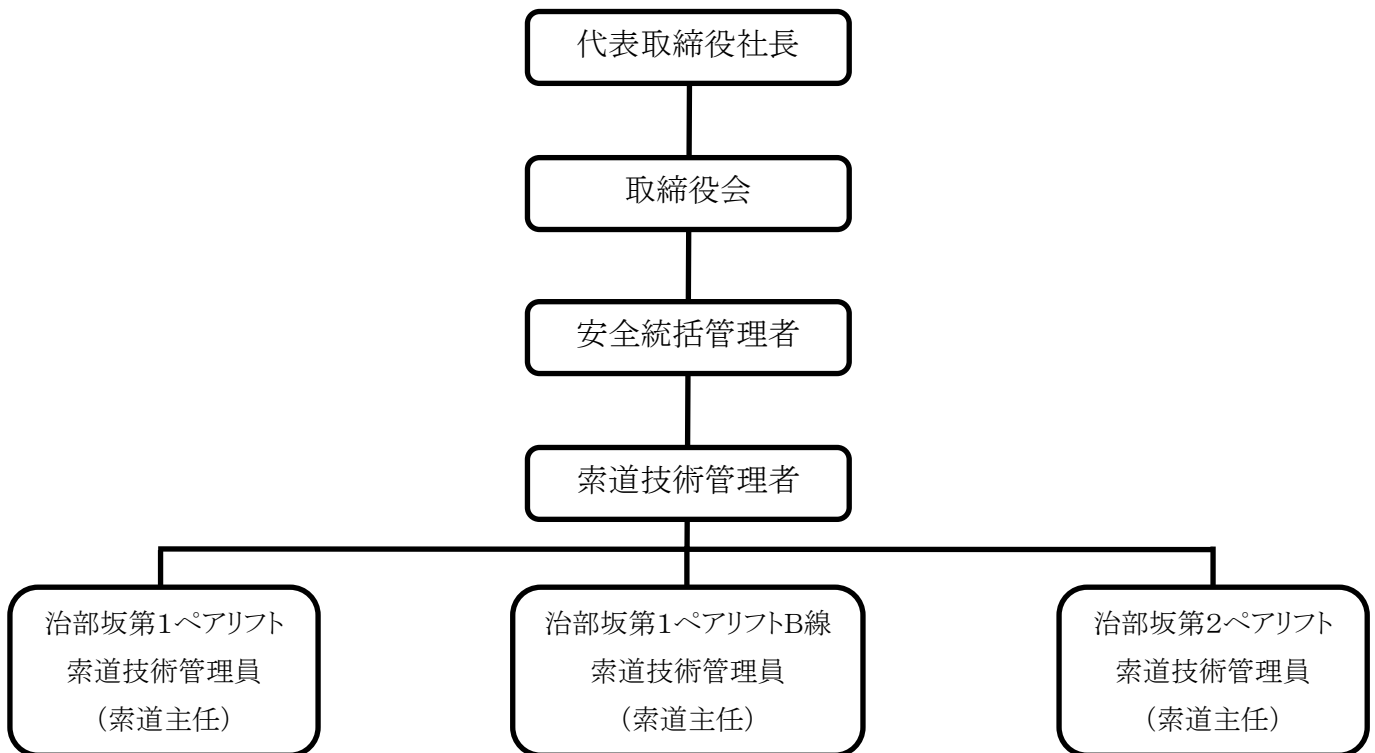 代表取締役社長
取締役会
安全統括管理者
索道技術管理者
治部坂第1ペアリフト
索道技術管理員
（索道主任）
治部坂第1ペアリフトB線
索道技術管理員
（索道主任）
治部坂第2ペアリフト
索道技術管理員
（索道主任）